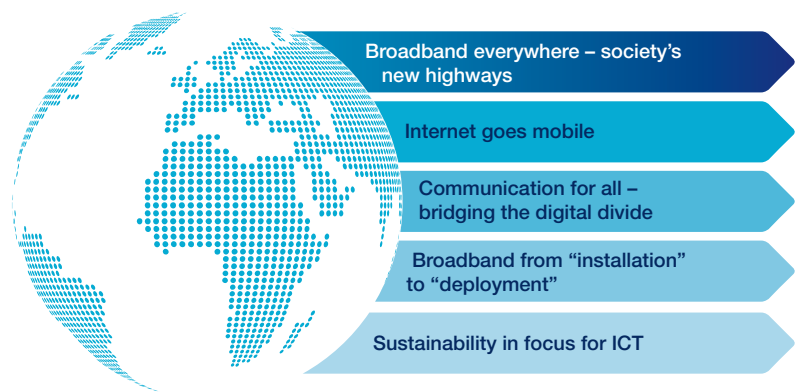 Broadband everywhere – society's
new highways
Internet goes mobile
Communication for all –
bridging the digital divide
Broadband from “installation”
to “deployment”
Sustainability in focus for ICT